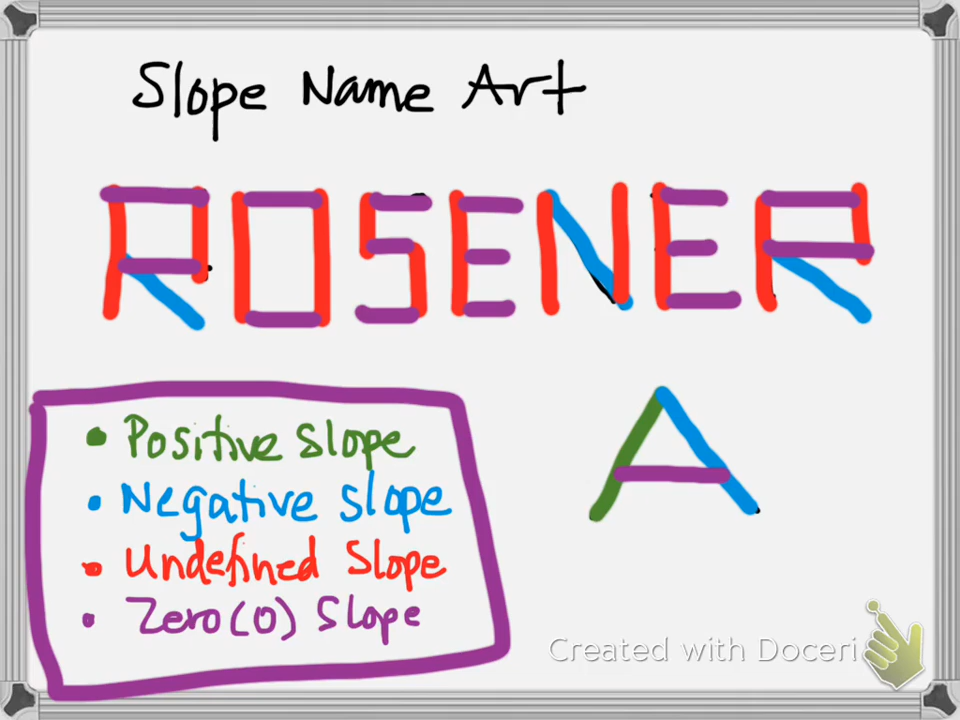 Slope Name Art
ROSENER
A
• Positive Slope
• Negative slope
• Undefined Slope
• Zero(0) Slope
Created with Doceri